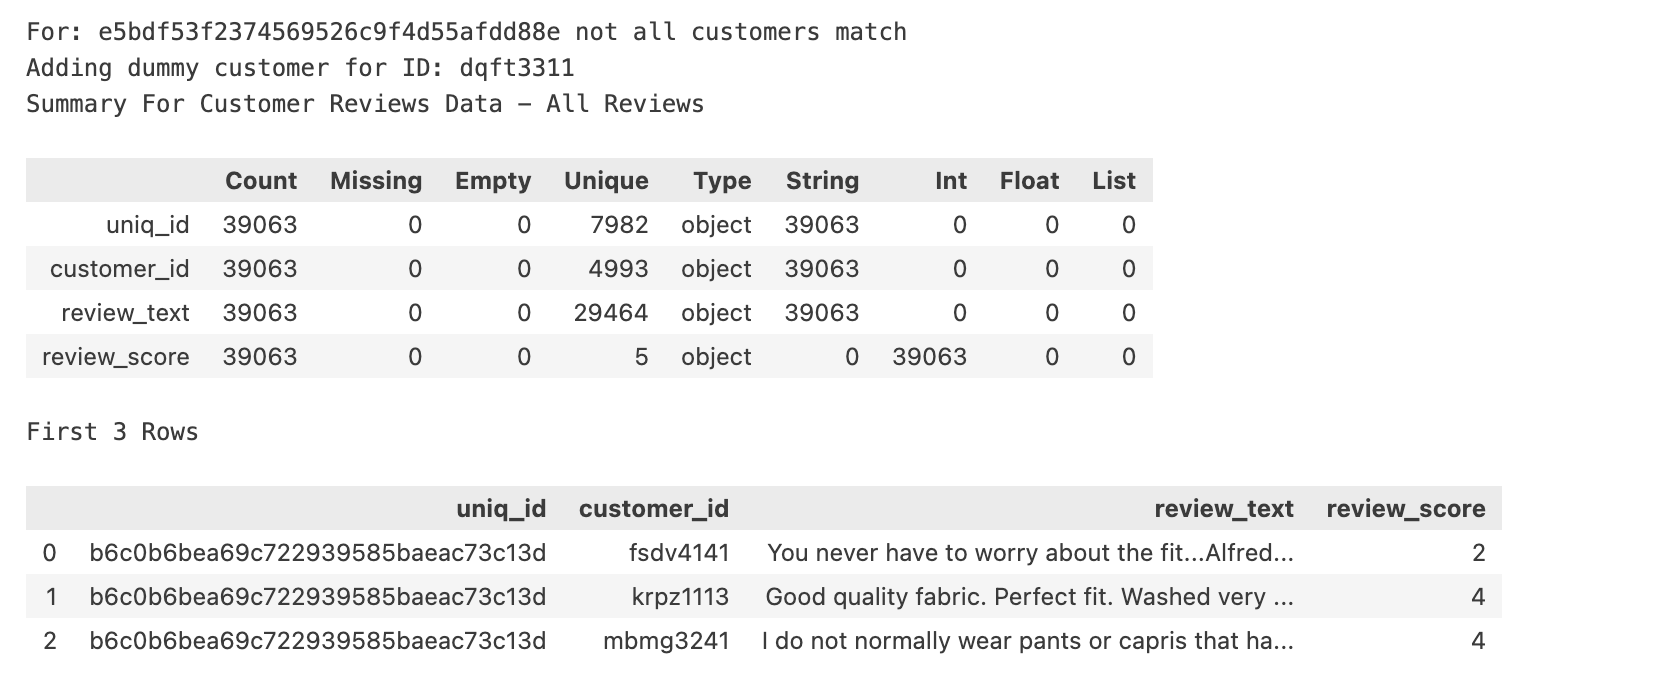 For: e5bdf53f2374569526c9f4d55afdd88e not all customers match
Adding dummy customer for ID: dqft3311
Summary For Customer Reviews Data – All Reviews
Count Missing Empty Unique Type String Int Float List
uniq_id 39063 0 0 7982 object 39063 0 0 0
customer_id 39063 0 0 4993 object 39063 0 0 0
review_text 39063 0 0 29464 object 39063 0 0 0
review_score 39063 0 0 5 object 0 39063 0 0
First 3 Rows
uniq_id customer_id review_text review_score
0 b6c0b6bea69c722939585baeac73c13d fsdv4141 You never have to worry about the fit...Alfred... 2
1 b6c0b6bea69c722939585baeac73c13d krpz1113 Good quality fabric. Perfect fit. Washed very ... 4
2 b6c0b6bea69c722939585baeac73c13d mbmg3241 I do not normally wear pants or capris that ha... 4